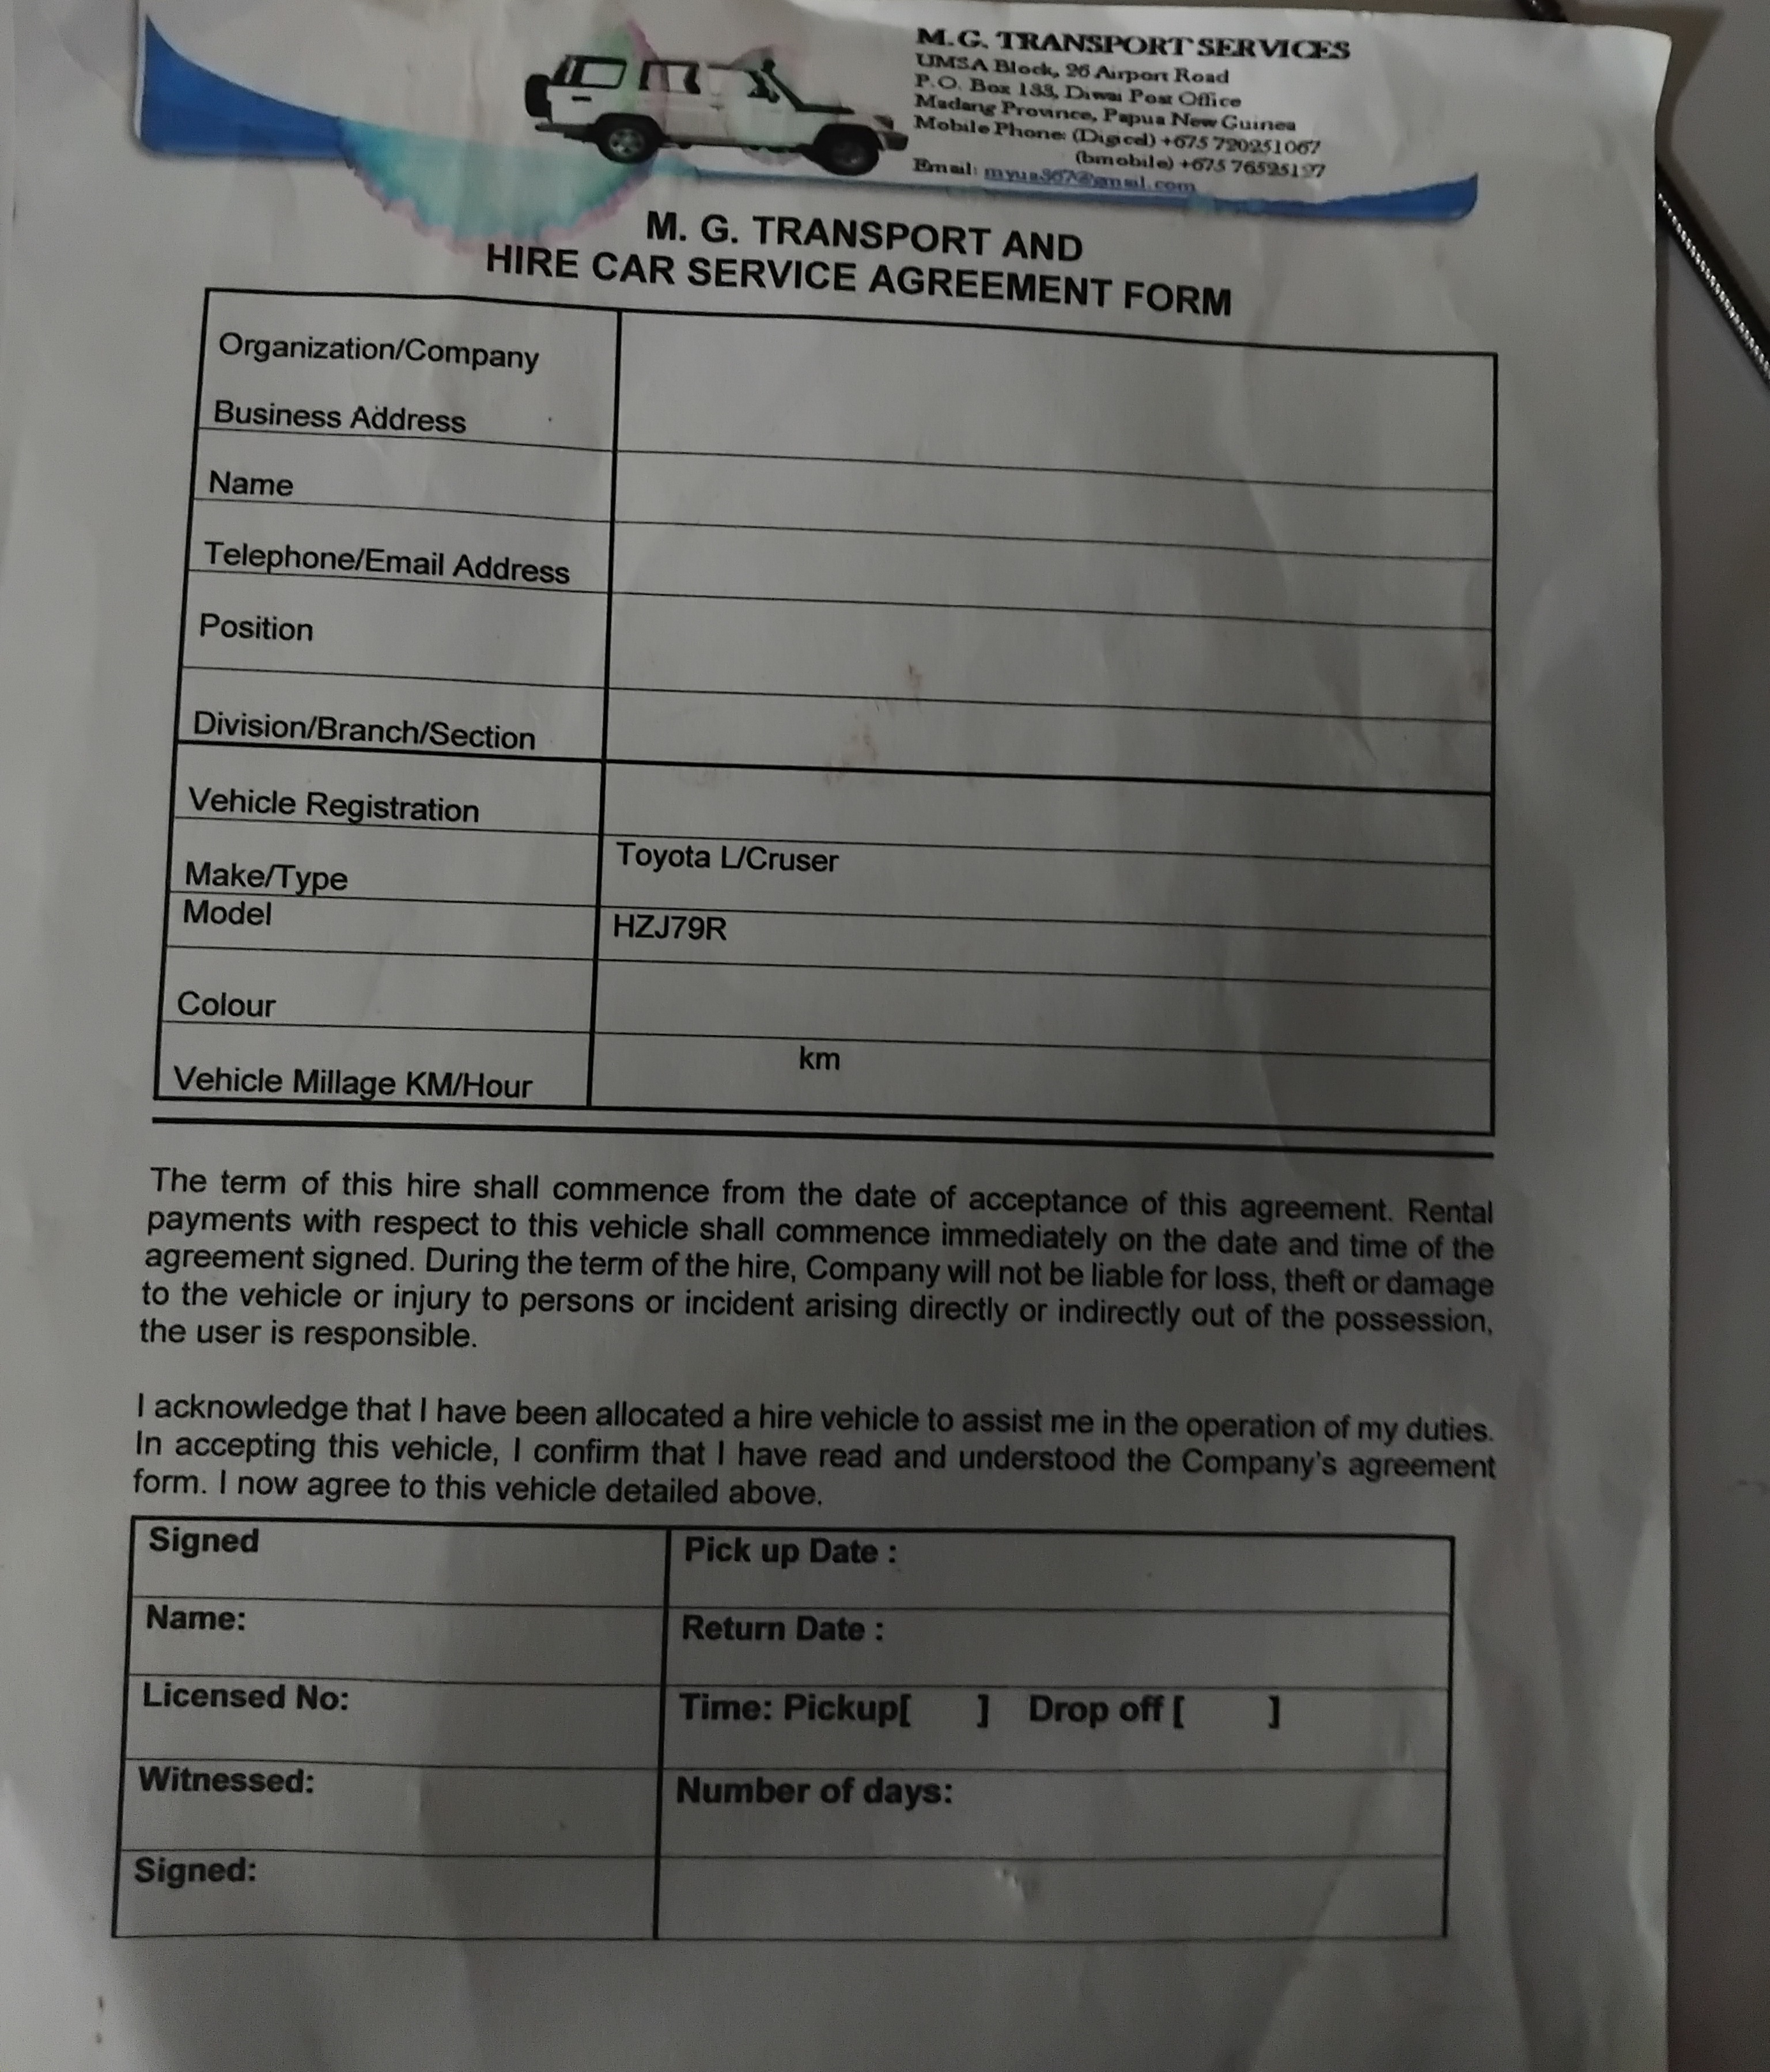 M.G. TRANSPORT SERVICES
UMSA Block, 26 Airport Road
P.O. Box 133, Diwai Post Office
Madang Province, Papua New Guinea
Mobile Phone: (Digicel) +675 720251067
(bmobile) +675 765251
Email: myua367@gmail.com
M. G. TRANSPORT AND
HIRE CAR SERVICE AGREEMENT FORM
Organization/Company
Business Address
Name
Telephone/Email Address
Position
Division/Branch/Section
Vehicle Registration
Make/Type Toyota L/Cruser
Model HZJ79R
Colour
Vehicle Millage KM/Hour km
The term of this hire shall commence from the date of acceptance of this agreement. Rental
payments with respect to this vehicle shall commence immediately on the date and time of the
agreement signed. During the term of the hire, Company will not be liable for loss, theft or damage
to the vehicle or injury to persons or incident arising directly or indirectly out of the possession,
the user is responsible.
I acknowledge that I have been allocated a hire vehicle to assist me in the operation of my duties.
In accepting this vehicle, I confirm that I have read and understood the Company's agreement
form. I now agree to this vehicle detailed above.
Signed Pick up Date :
Name: Return Date :
Licensed No: Time: Pickup[ ] Drop off [ ]
Witnessed: Number of days:
Signed: